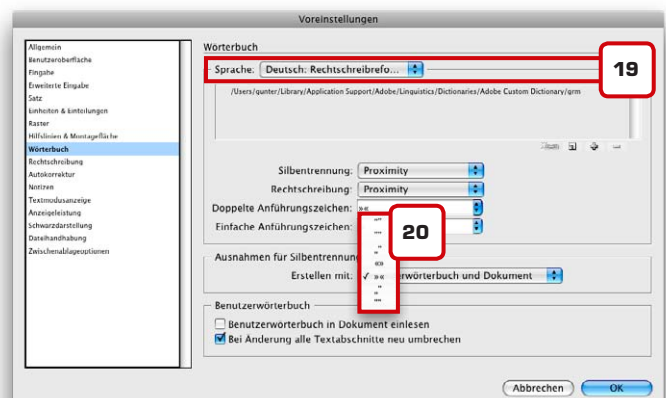 Voreinstellungen
Allgemein
Benutzeroberfläche
Eingabe
Erweiterte Eingabe
Satz
Einheiten & Einteilungen
Raster
Hilfslinien & Montagefläche
Wörterbuch
Rechtschreibung
Autokorrektur
Notizen
Textmodusanzeige
Anzeigeleistung
Schwarzdarstellung
Dateihandhabung
Zwischenablageoptionen
Wörterbuch
Sprache: Deutsch: Rechtschreibrefo...
19
/Users/gunter/Library/Application Support/Adobe/Linguistics/Dictionaries/Adobe Custom Dictionary/grm
Silbentrennung: Proximity
Rechtschreibung: Proximity
Doppelte Anführungszeichen: »«
Einfache Anführungszeichen:
20
«»
Ausnahmen für Silbentrennung
Erstellen mit: ✓ »« erwörterbuch und Dokument
Benutzerwörterbuch
Benutzerwörterbuch in Dokument einlesen
Bei Änderung alle Textabschnitte neu umbrechen
Abbrechen
OK